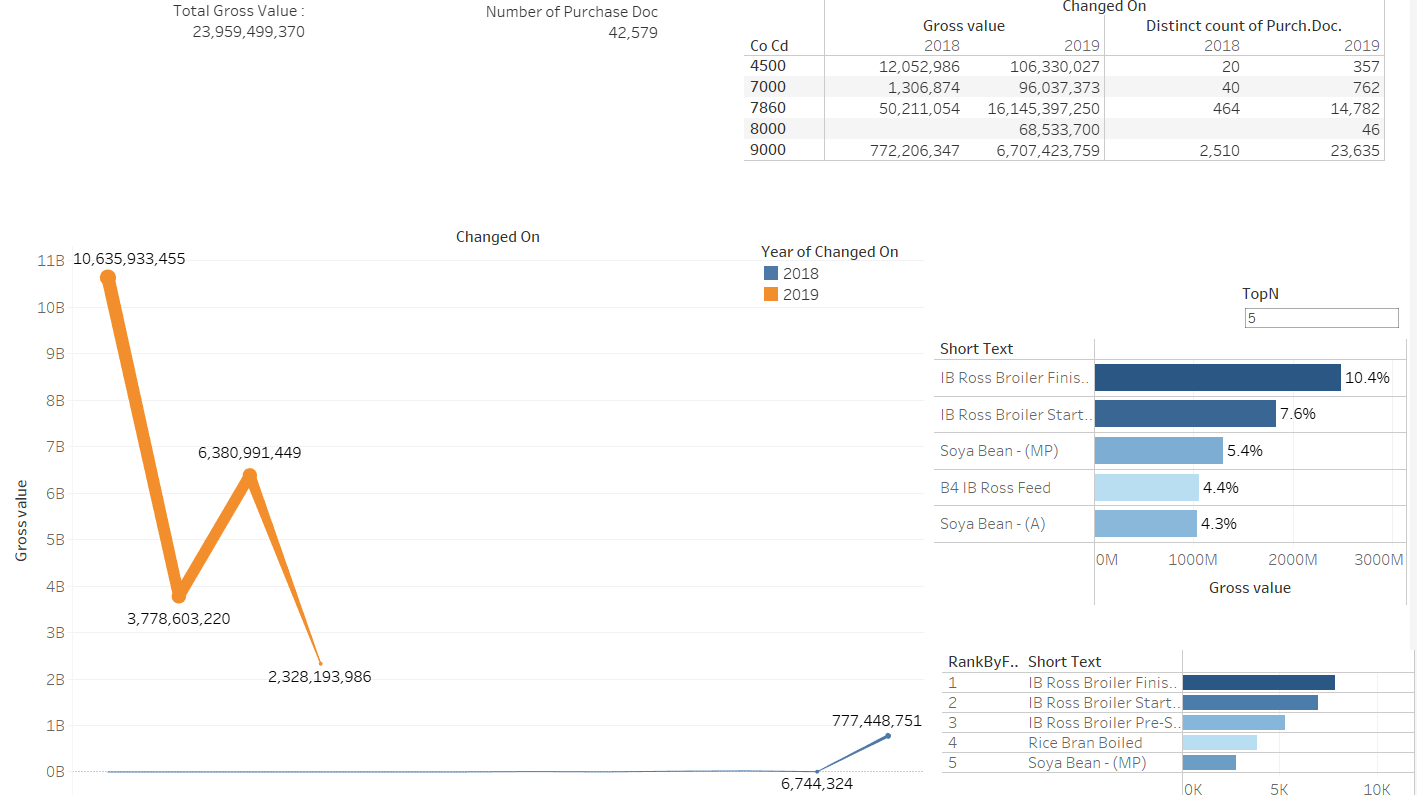 Total Gross Value :
23,959,499,370
Number of Purchase Doc
42,579
Changed On
Gross value Distinct count of Purch.Doc.
Co Cd 2018 2019 2018 2019
4500 12,052,986 106,330,027 20 357
7000 1,306,874 96,037,373 40 762
7860 50,211,054 16,145,397,250 464 14,782
8000 68,533,700 46
9000 772,206,347 6,707,423,759 2,510 23,635
Changed On
Year of Changed On
2018
2019
Gross value
11B
10B
9B
8B
7B
6B
5B
4B
3B
2B
1B
0B
10,635,933,455
3,778,603,220
6,380,991,449
2,328,193,986
6,744,324
777,448,751
TopN
5
Short Text
IB Ross Broiler Finis.. 10.4%
IB Ross Broiler Start.. 7.6%
Soya Bean - (MP) 5.4%
B4 IB Ross Feed 4.4%
Soya Bean - (A) 4.3%
0M 1000M 2000M 3000M
Gross value
RankByF.. Short Text
1 IB Ross Broiler Finis..
2 IB Ross Broiler Start..
3 IB Ross Broiler Pre-S..
4 Rice Bran Boiled
5 Soya Bean - (MP)
0K 5K 10K